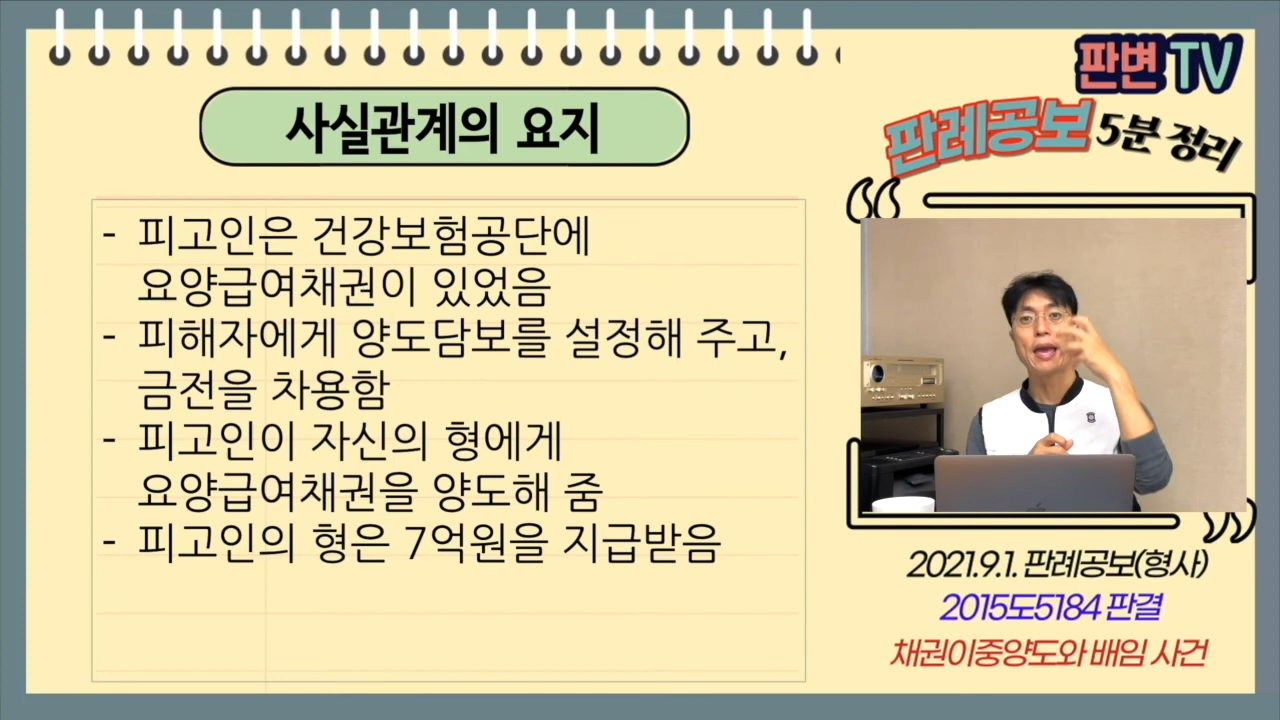 판변TV
판례공보 5분 정리
사실관계의 요지
- 피고인은 건강보험공단에
요양급여채권이 있었음
- 피해자에게 양도담보를 설정해 주고,
금전을 차용함
- 피고인이 자신의 형에게
요양급여채권을 양도해 줌
- 피고인의 형은 7억원을 지급받음
2021.9.1. 판례공보(형사)
2015도5184 판결
채권이중양도와 배임 사건